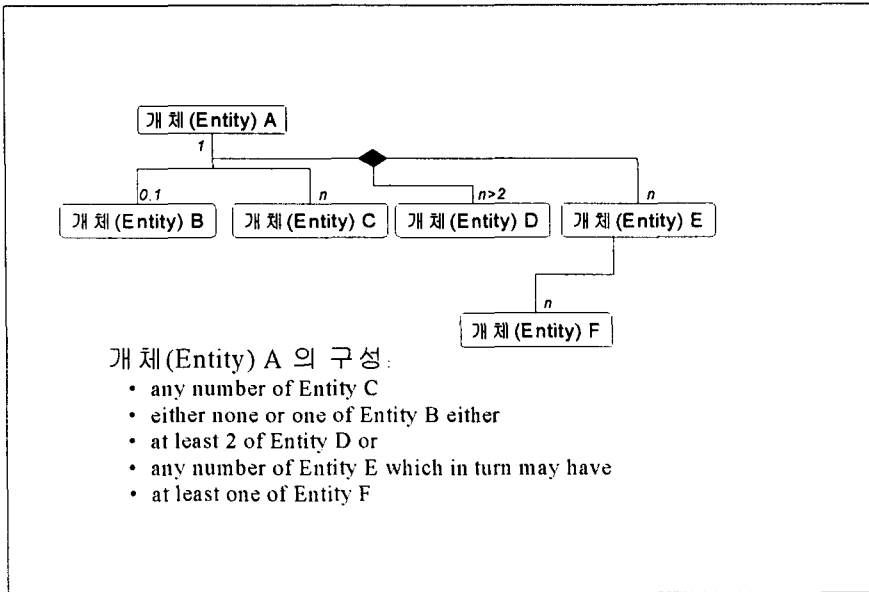 개체(Entity) A
1
0.1
n
n>2
n
개체(Entity) B
개체(Entity) C
개체(Entity) D
개체(Entity) E
n
개체(Entity) F
개체(Entity) A 의 구성:
• any number of Entity C
• either none or one of Entity B either
• at least 2 of Entity D or
• any number of Entity E which in turn may have
• at least one of Entity F